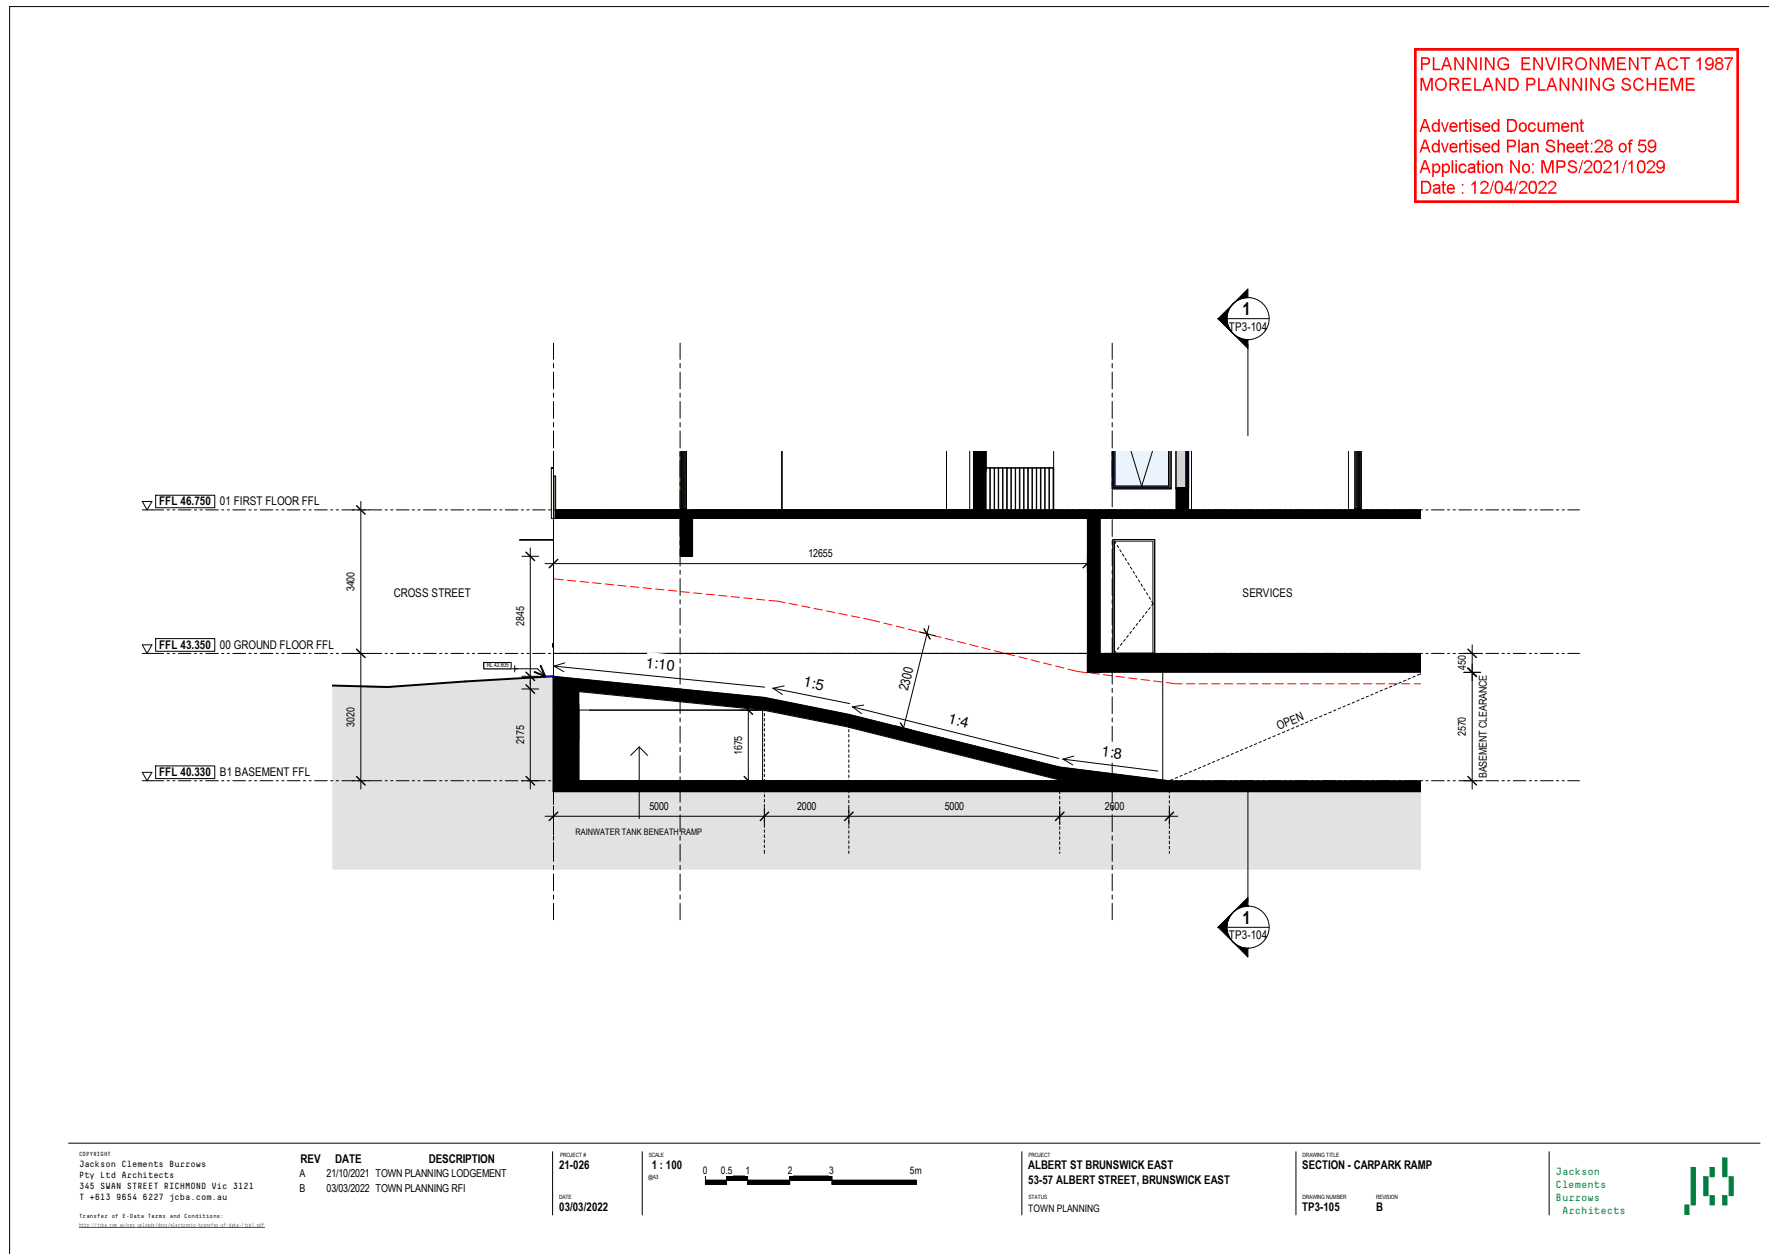 PLANNING ENVIRONMENT ACT 1987
MORELAND PLANNING SCHEME
Advertised Document
Advertised Plan Sheet:28 of 59
Application No: MPS/2021/1029
Date : 12/04/2022
1
TP3-104
FFL 46.750 01 FIRST FLOOR FFL
12655
3400
CROSS STREET
2845
SERVICES
FFL 43.350 00 GROUND FLOOR FFL
RL 42.805
1:10
1:5
2300
1:4
1:8
450
3020
2175
1675
OPEN
2570
BASEMENT CLEARANCE
FFL 40.330 B1 BASEMENT FFL
5000
2000
5000
2600
RAINWATER TANK BENEATH RAMP
1
TP3-104
COPYRIGHT
Jackson Clements Burrows
Pty Ltd Architects
345 SWAN STREET RICHMOND Vic 3121
T +613 9654 6227 jcba.com.au
Transfer of E-Data Terms and Conditions:
REV DATE DESCRIPTION
A 21/10/2021 TOWN PLANNING LODGEMENT
B 03/03/2022 TOWN PLANNING RFI
PROJECT #
21-026
DATE
03/03/2022
SCALE
1 : 100
@A3
0 0.5 1 2 3 5m
PROJECT
ALBERT ST BRUNSWICK EAST
53-57 ALBERT STREET, BRUNSWICK EAST
STATUS
TOWN PLANNING
DRAWING TITLE
SECTION - CARPARK RAMP
DRAWING NUMBER REVISION
TP3-105 B
Jackson
Clements
Burrows
Architects